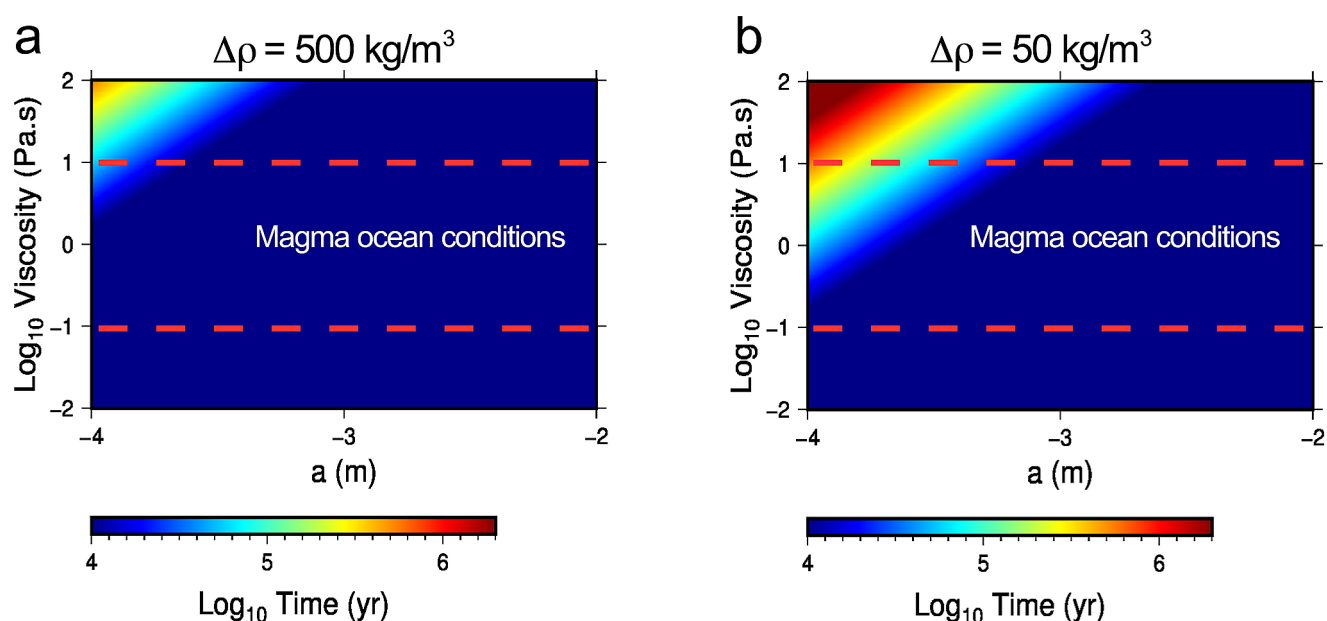 a
Δρ = 500 kg/m³
Log₁₀ Viscosity (Pa.s)
2
1
0
−1
−2
Magma ocean conditions
−4 −3 −2
a (m)
4 5 6
Log₁₀ Time (yr)
b
Δρ = 50 kg/m³
Log₁₀ Viscosity (Pa.s)
2
1
0
−1
−2
Magma ocean conditions
−4 −3 −2
a (m)
4 5 6
Log₁₀ Time (yr)